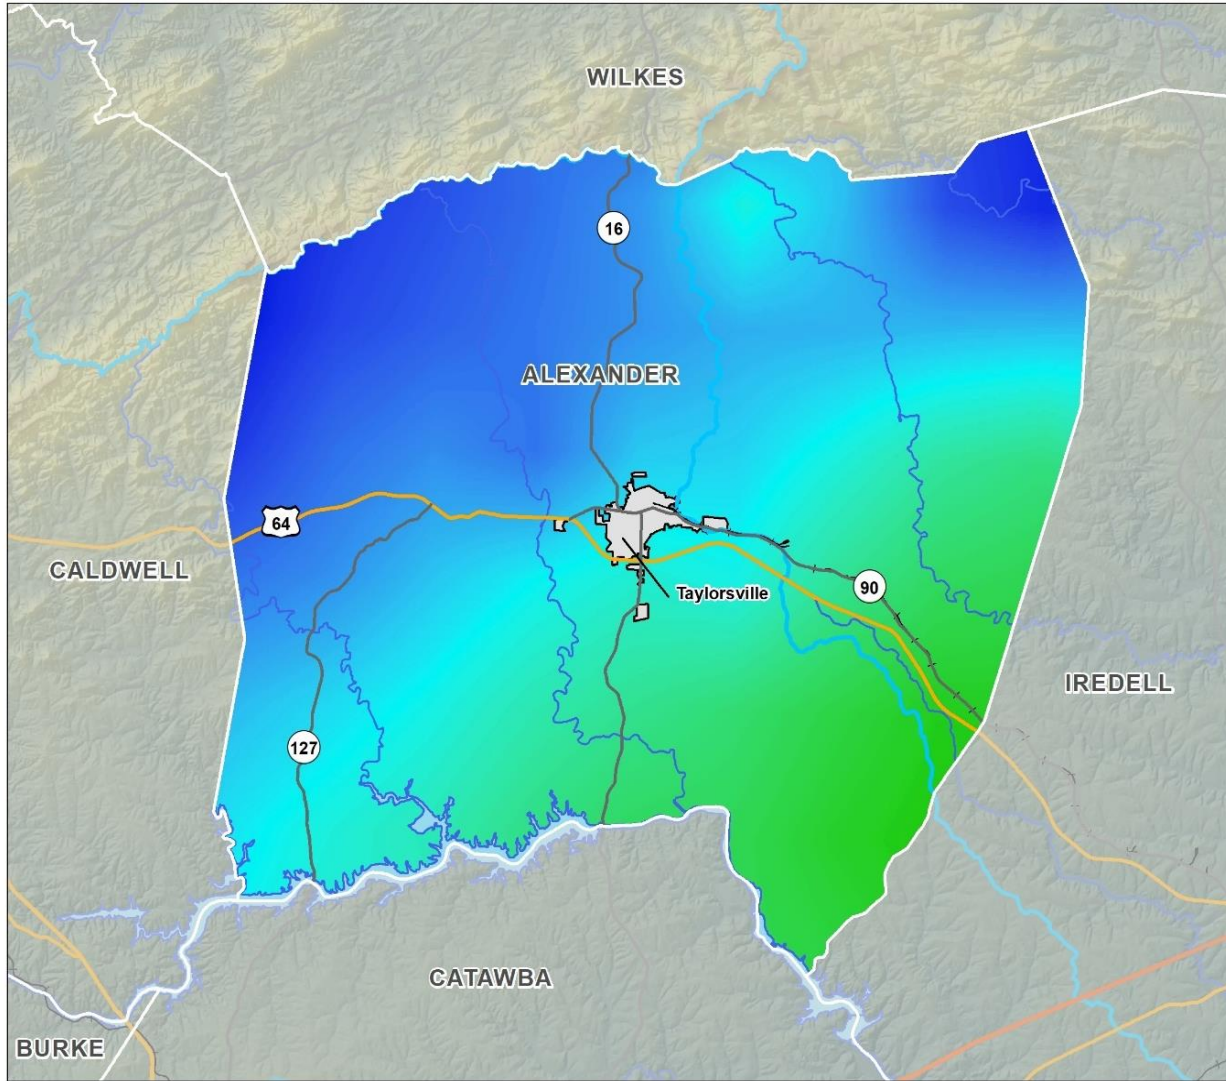 WILKES
16
ALEXANDER
64
CALDWELL
90
Taylorsville
IREDELL
127
CATAWBA
BURKE